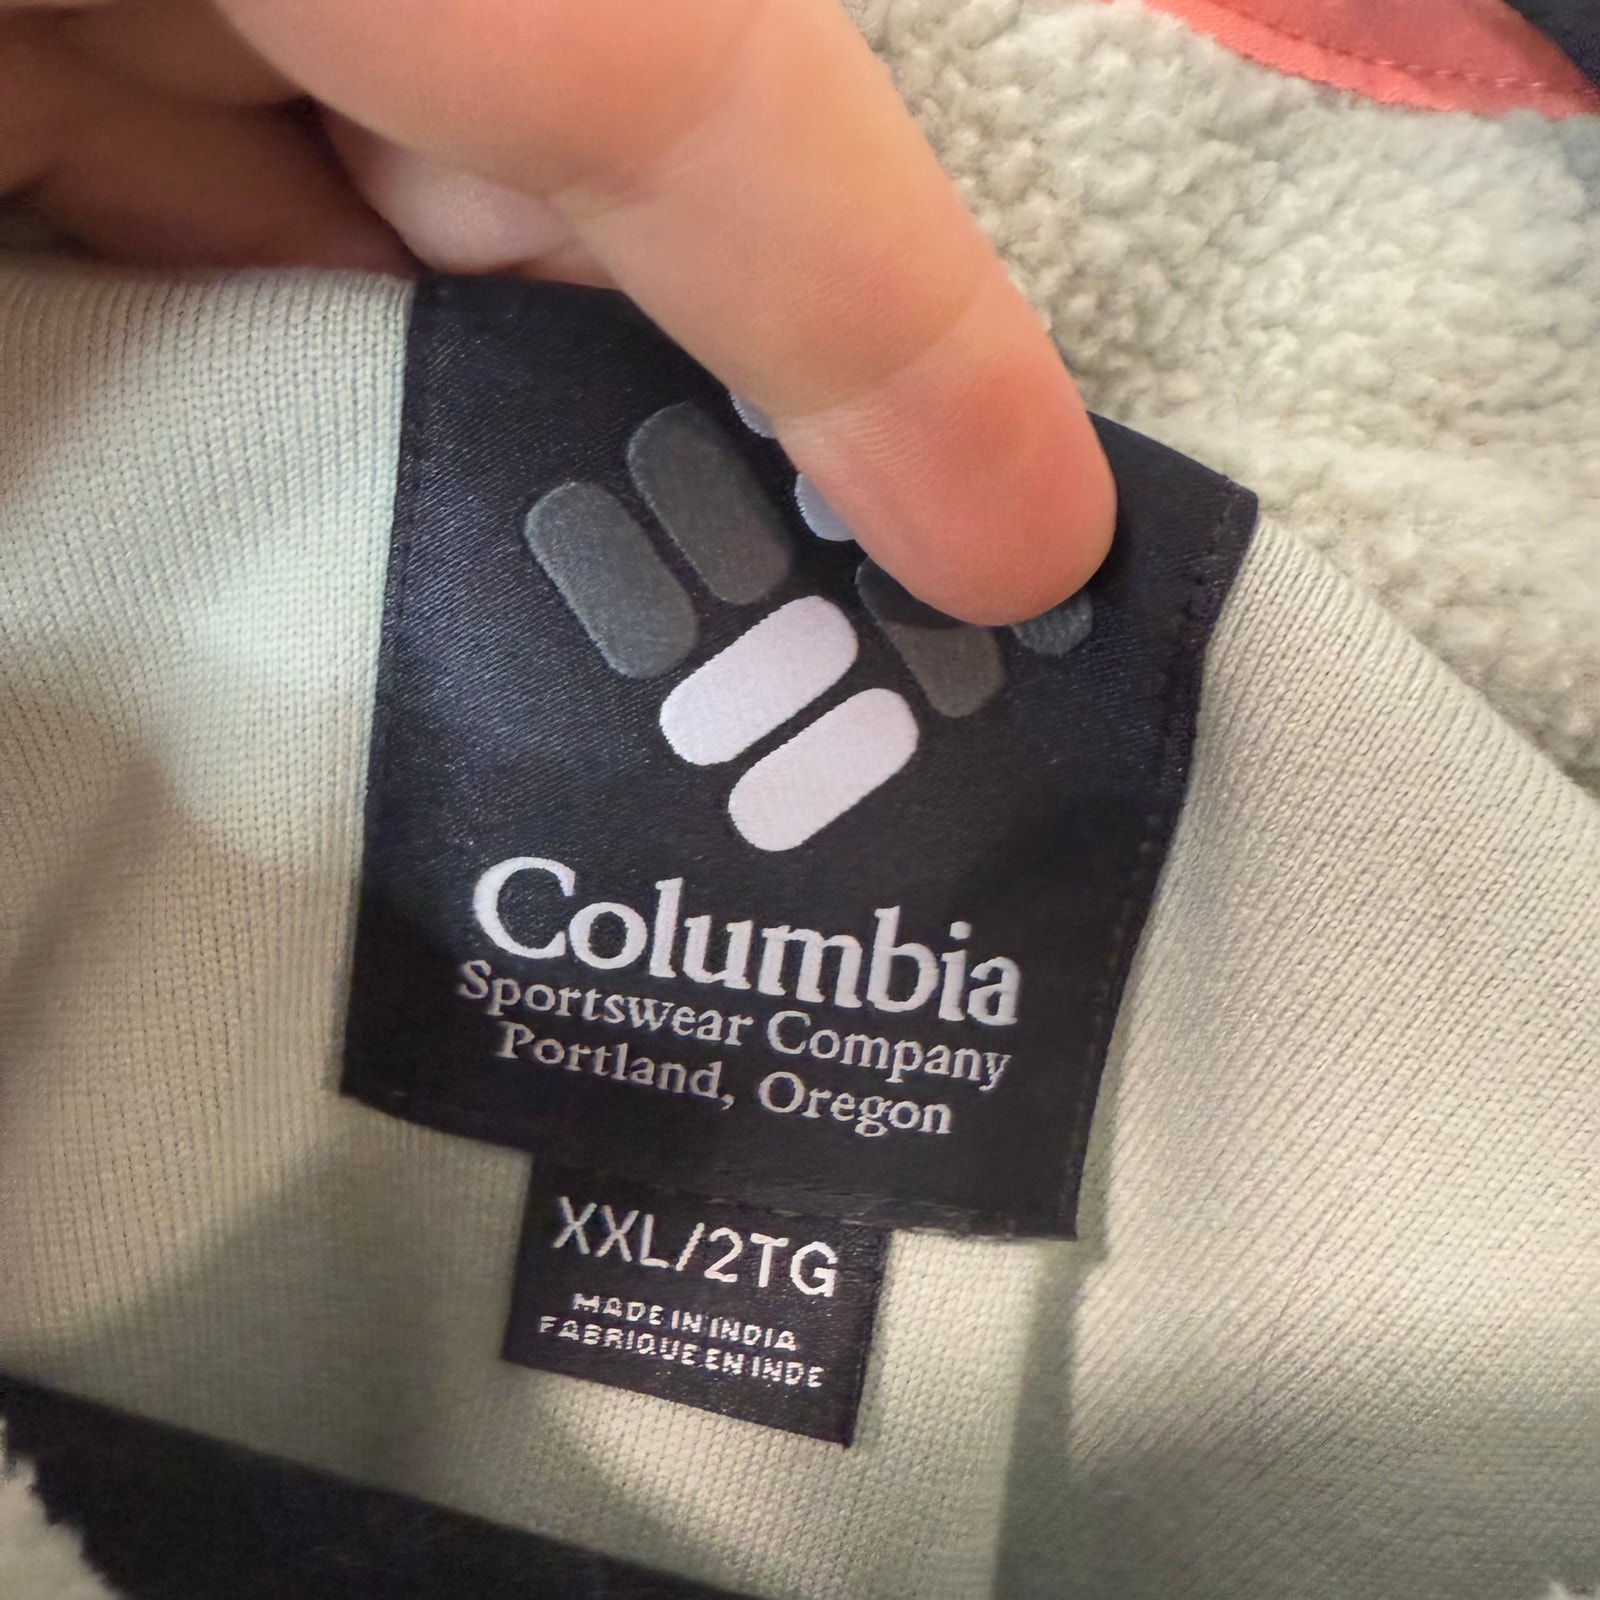 Columbia
Sportswear Company
Portland, Oregon
XXL/2TG
MADE IN INDIA
FABRIQUE EN INDE